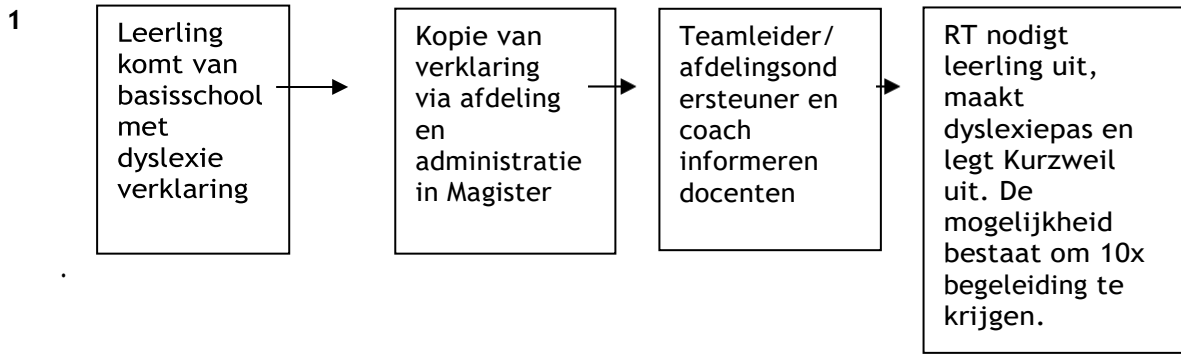 1
Leerling
komt van
basisschool
met
dyslexie
verklaring
Kopie van
verklaring
via afdeling
en
administratie
in Magister
Teamleider/
afdelingsond
ersteuner en
coach
informeren
docenten
RT nodigt
leerling uit,
maakt
dyslexiepas en
legt Kurzweil
uit. De
mogelijkheid
bestaat om 10x
begeleiding te
krijgen.
.